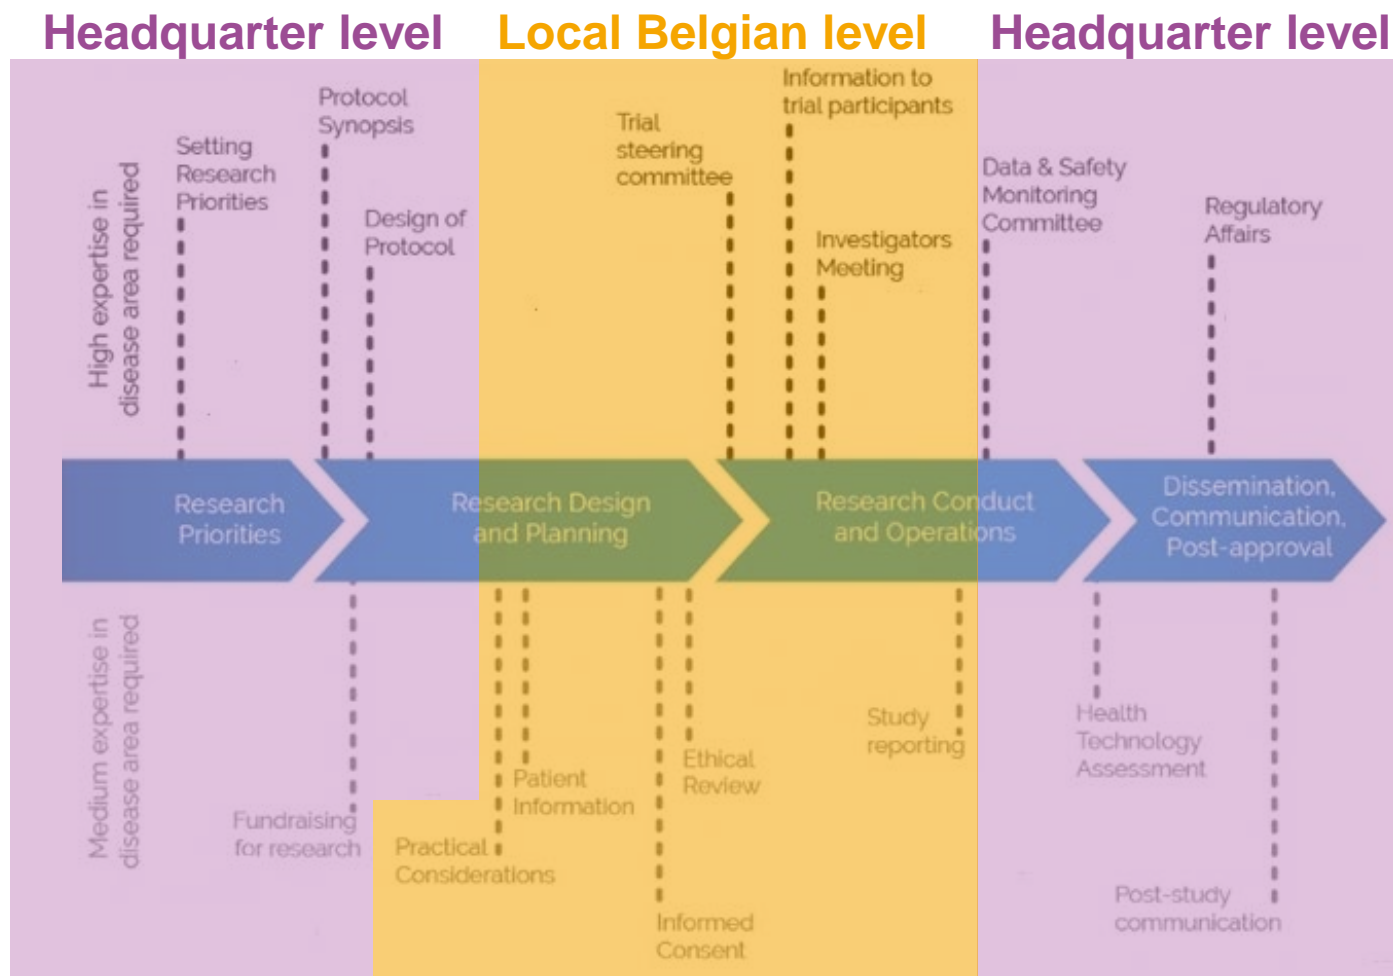 Headquarter level
Local Belgian level
Headquarter level
High expertise in
disease area required
Setting
Research
Priorities
Protocol
Synopsis
Design of
Protocol
Trial
steering
committee
Information to
trial participants
Investigators
Meeting
Data & Safety
Monitoring
Committee
Regulatory
Affairs
Research
Priorities
Research Design
and Planning
Research Conduct
and Operations
Dissemination,
Communication,
Post-approval
Medium expertise in
disease area required
Fundraising
for research
Practical
Considerations
Patient
Information
Informed
Consent
Ethical
Review
Study
reporting
Health
Technology
Assessment
Post-study
communication